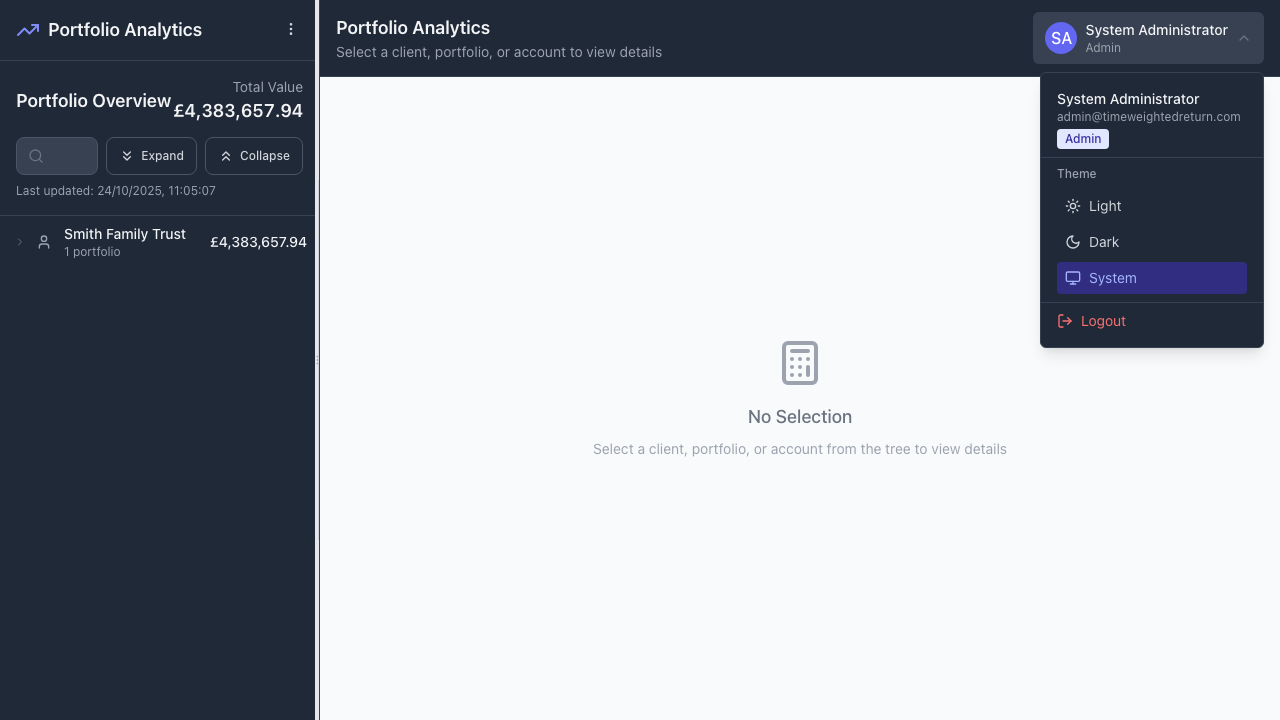 Portfolio Analytics
Portfolio Overview
Total Value
£4,383,657.94
Expand
Collapse
Last updated: 24/10/2025, 11:05:07
Smith Family Trust
1 portfolio
£4,383,657.94
Portfolio Analytics
Select a client, portfolio, or account to view details
SA
System Administrator
Admin
System Administrator
admin@timeweightedreturn.com
Admin
Theme
Light
Dark
System
Logout
No Selection
Select a client, portfolio, or account from the tree to view details